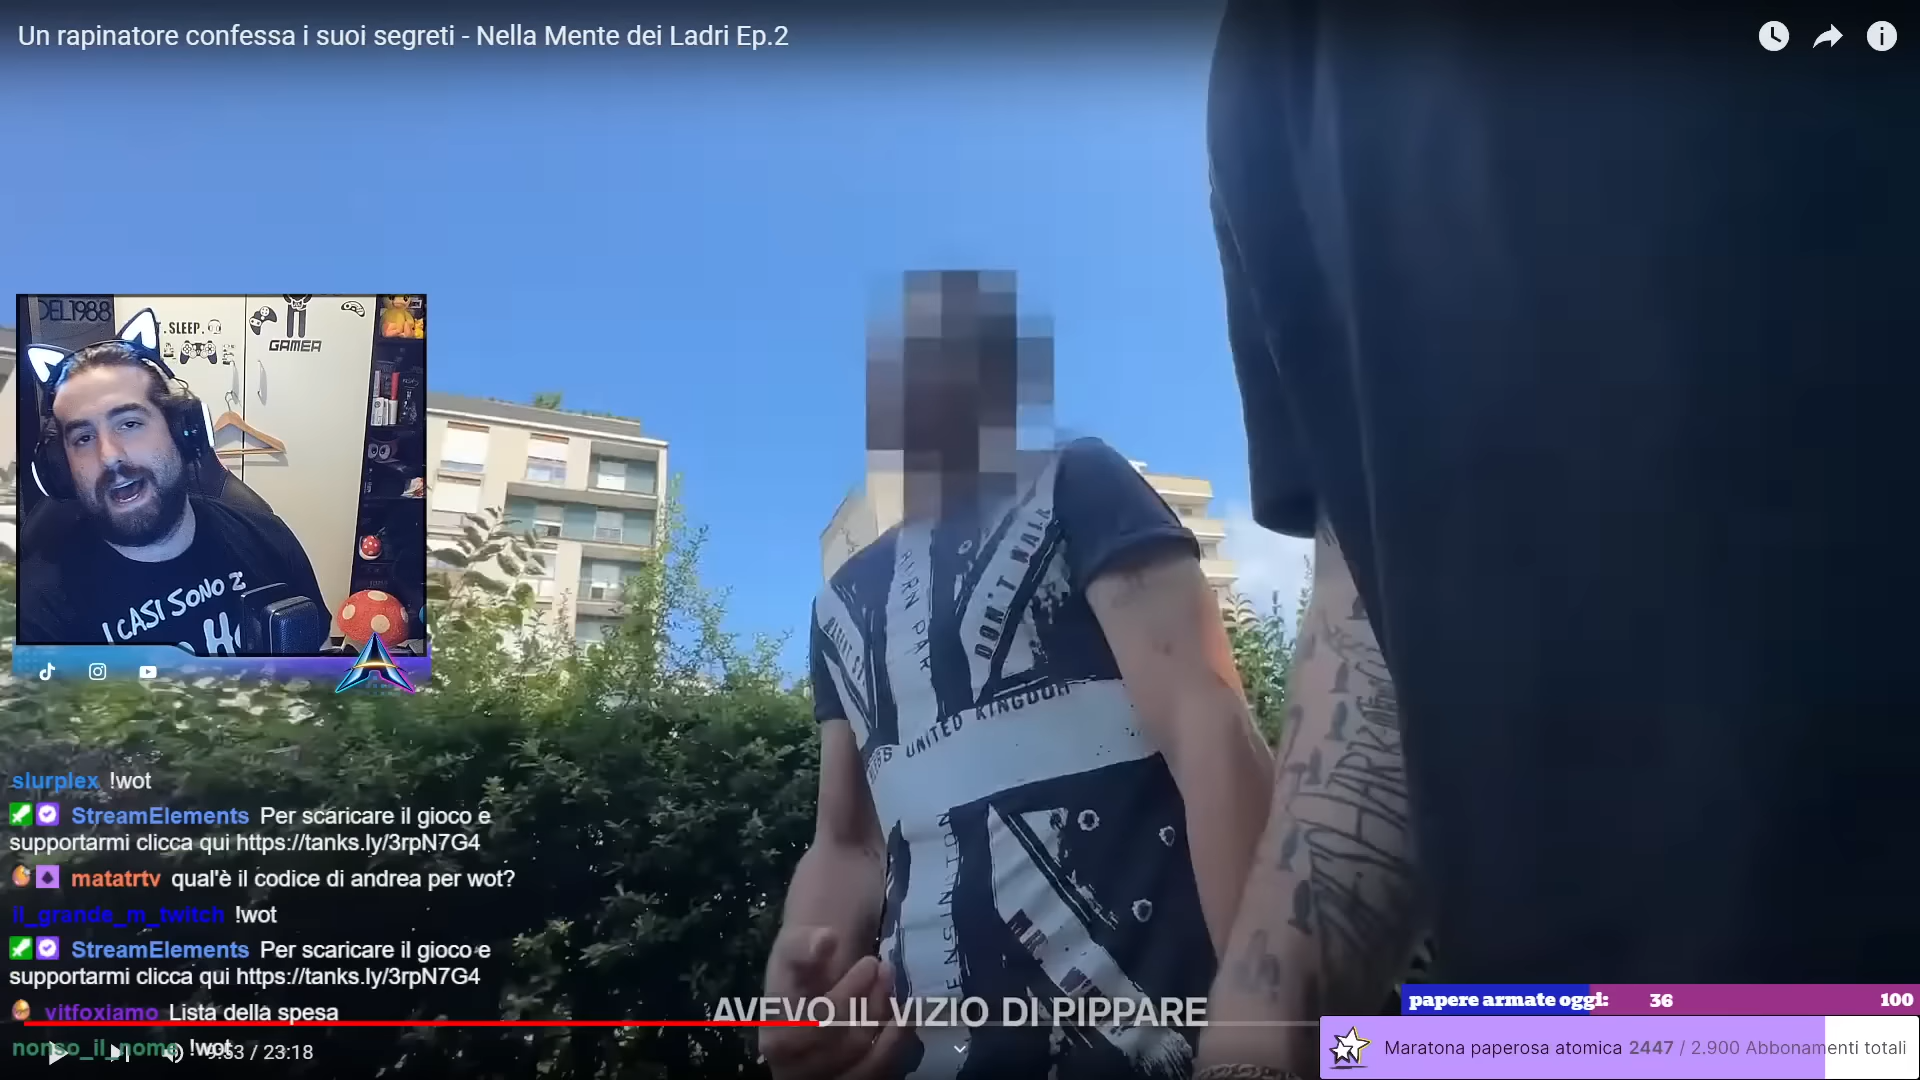 Un rapinatore confessa i suoi segreti - Nella Mente dei Ladri Ep.2
DEL1988
.SLEEP.
GAMER
I CASI SONO 2
DON'T WALK
UNITED KINGDOM
slurplex !wot
StreamElements Per scaricare il gioco e
supportarmi clicca qui https://tanks.ly/3rpN7G4
matatrtv qual'è il codice di andrea per wot?
il_grande_m_twitch !wot
StreamElements Per scaricare il gioco e
supportarmi clicca qui https://tanks.ly/3rpN7G4
vitfoxiamo Lista della spesa
nonso_il_nome !wot
9:53 / 23:18
AVEVO IL VIZIO DI PIPPARE
papere armate oggi: 36 100
Maratona paperosa atomica 2447 / 2.900 Abbonamenti totali